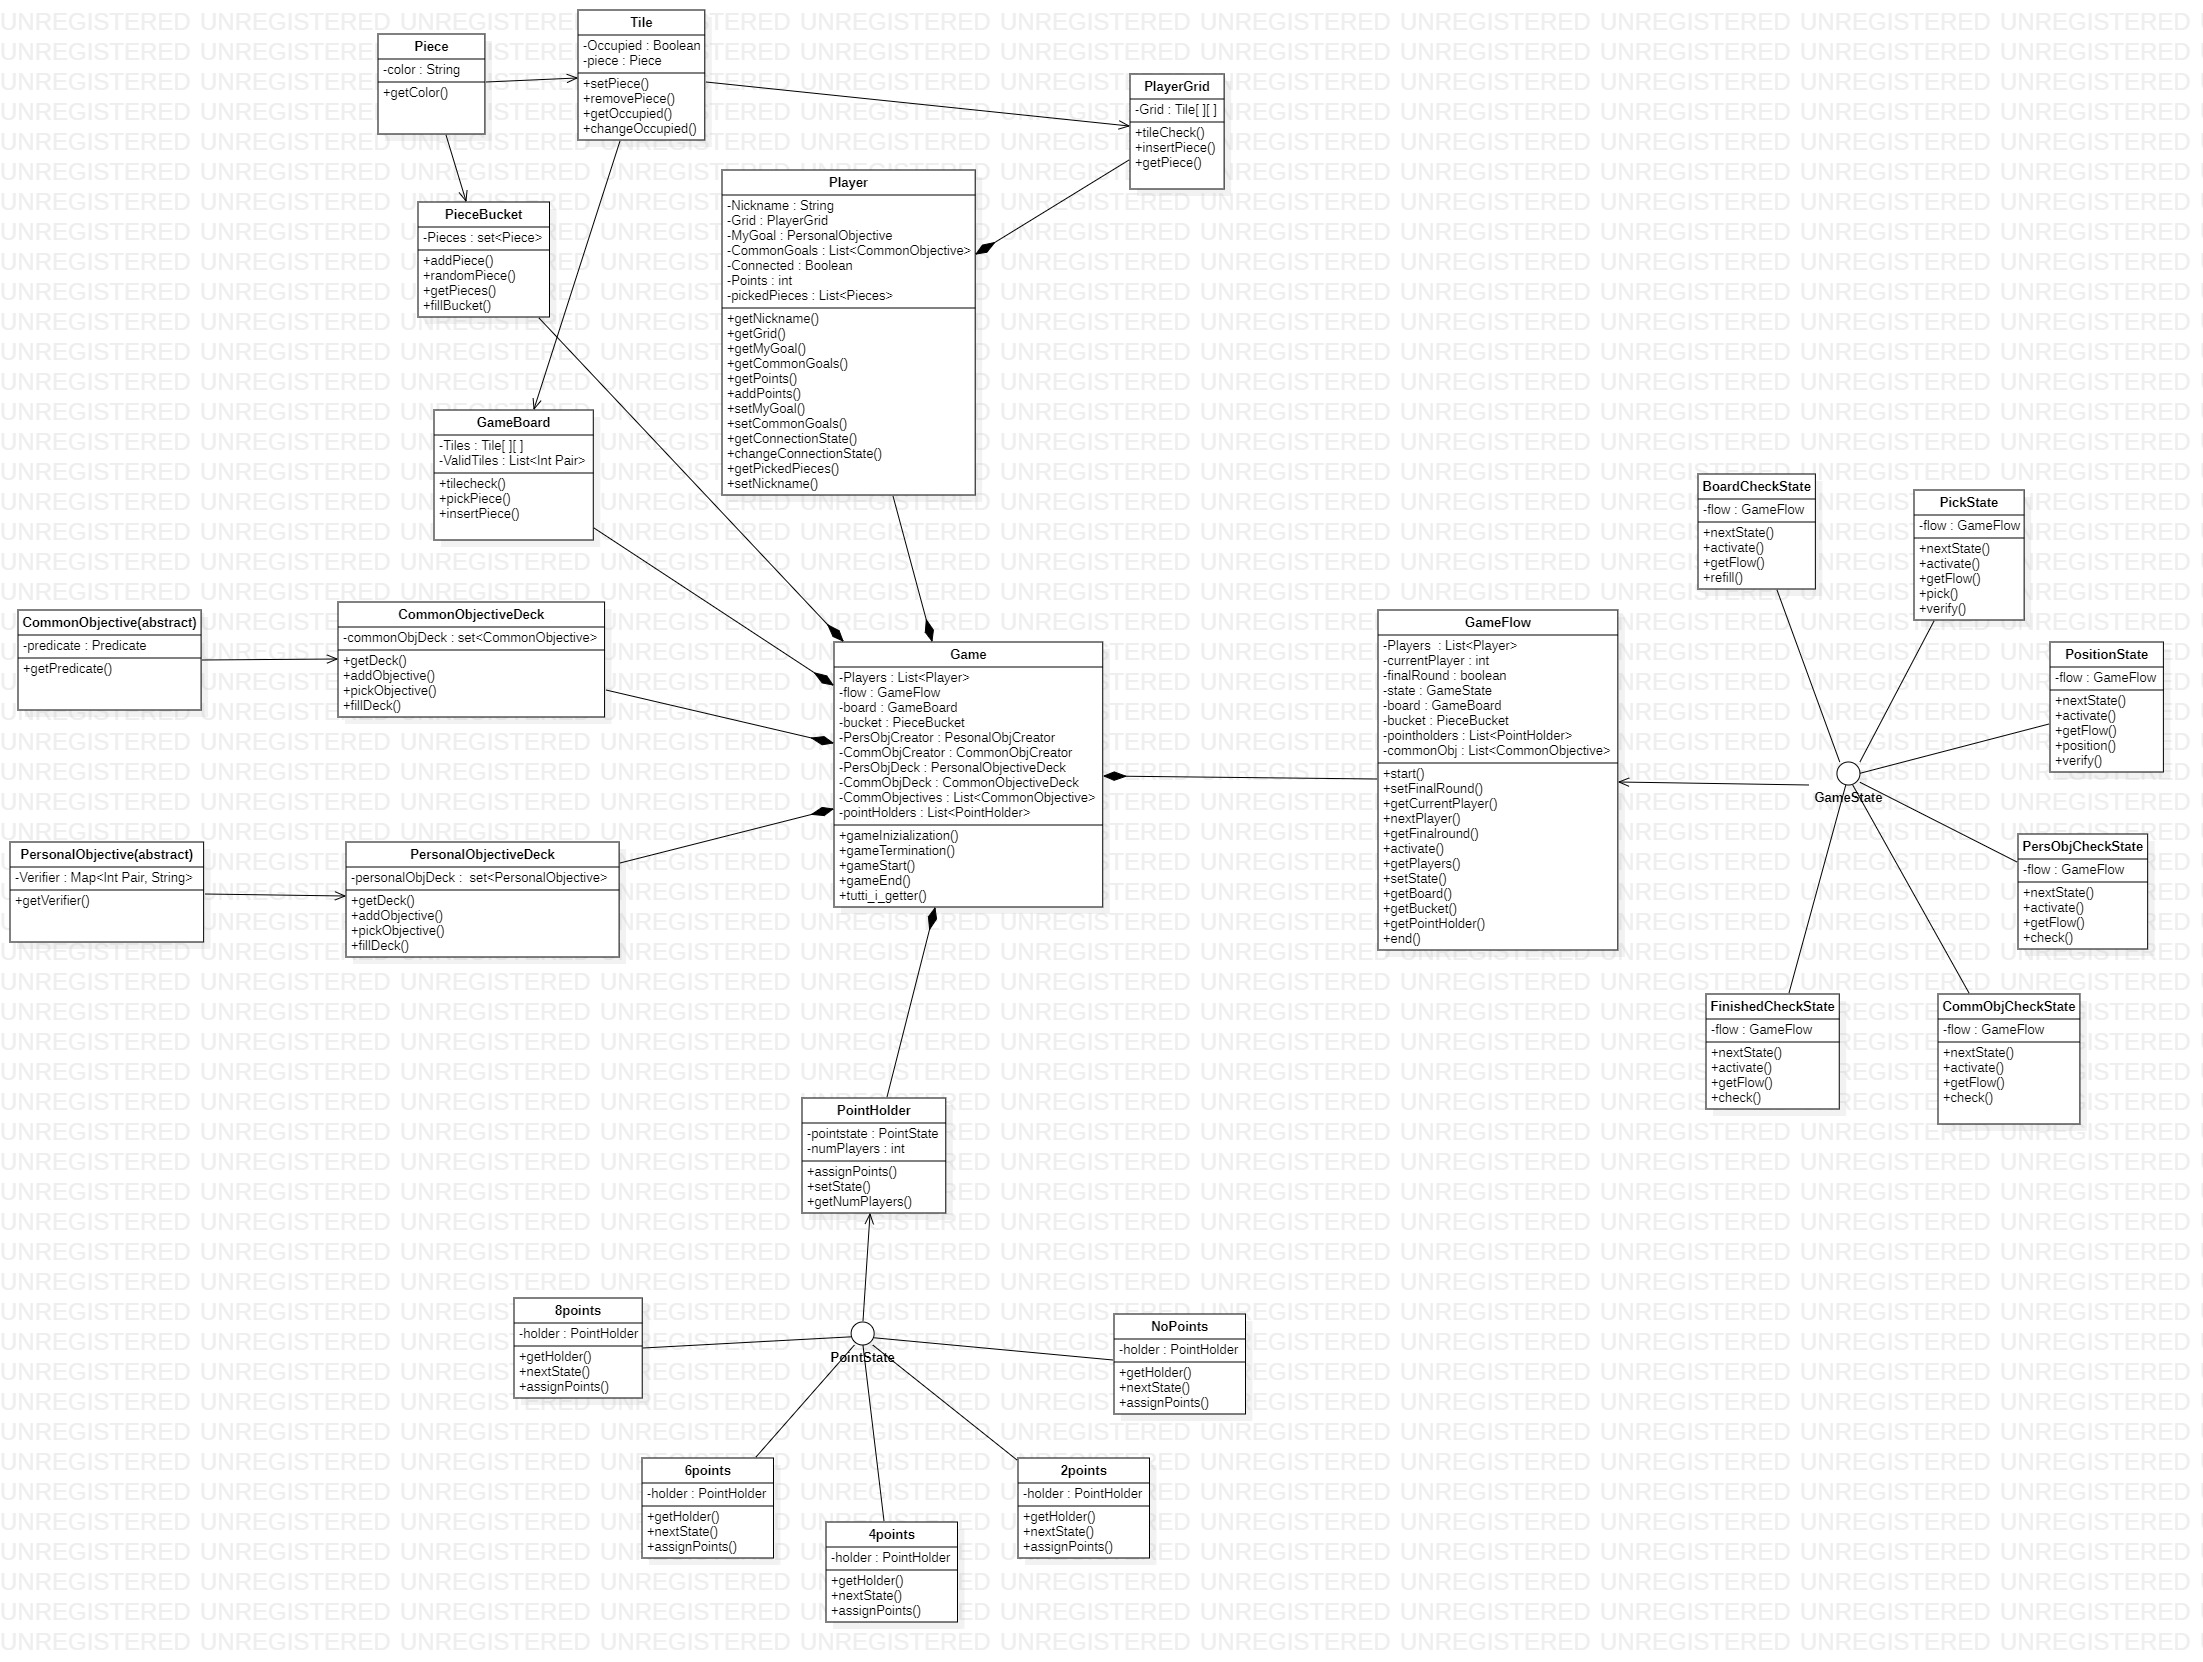 Piece
-color : String
+getColor()
Tile
-Occupied : Boolean
-piece : Piece
+setPiece()
+removePiece()
+getOccupied()
+changeOccupied()
PlayerGrid
-Grid : Tile[ ][ ]
+tileCheck()
+insertPiece()
+getPiece()
PieceBucket
-Pieces : set<Piece>
+addPiece()
+randomPiece()
+getPieces()
+fillBucket()
Player
-Nickname : String
-Grid : PlayerGrid
-MyGoal : PersonalObjective
-CommonGoals : List<CommonObjective>
-Connected : Boolean
-Points : int
-pickedPieces : List<Pieces>
+getNickname()
+getGrid()
+getMyGoal()
+getCommonGoals()
+getPoints()
+addPoints()
+setMyGoal()
+setCommonGoals()
+getConnectionState()
+changeConnectionState()
+getPickedPieces()
+setNickname()
GameBoard
-Tiles : Tile[ ][ ]
-ValidTiles : List<Int Pair>
+tilecheck()
+pickPiece()
+insertPiece()
CommonObjective(abstract)
-predicate : Predicate
+getPredicate()
CommonObjectiveDeck
-commonObjDeck : set<CommonObjective>
+getDeck()
+addObjective()
+pickObjective()
+fillDeck()
PersonalObjective(abstract)
-Verifier : Map<Int Pair, String>
+getVerifier()
PersonalObjectiveDeck
-personalObjDeck :  set<PersonalObjective>
+getDeck()
+addObjective()
+pickObjective()
+fillDeck()
Game
-Players : List<Player>
-flow : GameFlow
-board : GameBoard
-bucket : PieceBucket
-PersObjCreator : PesonalObjCreator
-CommObjCreator : CommonObjCreator
-PersObjDeck : PersonalObjectiveDeck
-CommObjDeck : CommonObjectiveDeck
-CommObjectives : List<CommonObjective>
-pointHolders : List<PointHolder>
+gameInizialization()
+gameTermination()
+gameStart()
+gameEnd()
+tutti_i_getter()
GameFlow
-Players  : List<Player>
-currentPlayer : int
-finalRound : boolean
-state : GameState
-board : GameBoard
-bucket : PieceBucket
-pointholders : List<PointHolder>
-commonObj : List<CommonObjective>
+start()
+setFinalRound()
+getCurrentPlayer()
+nextPlayer()
+getFinalround()
+activate()
+getPlayers()
+setState()
+getBoard()
+getBucket()
+getPointHolder()
+end()
BoardCheckState
-flow : GameFlow
+nextState()
+activate()
+getFlow()
+refill()
PickState
-flow : GameFlow
+nextState()
+activate()
+getFlow()
+pick()
+verify()
PositionState
-flow : GameFlow
+nextState()
+activate()
+getFlow()
+position()
+verify()
GameState
PersObjCheckState
-flow : GameFlow
+nextState()
+activate()
+getFlow()
+check()
FinishedCheckState
-flow : GameFlow
+nextState()
+activate()
+getFlow()
+check()
CommObjCheckState
-flow : GameFlow
+nextState()
+activate()
+getFlow()
+check()
PointHolder
-pointstate : PointState
-numPlayers : int
+assignPoints()
+setState()
+getNumPlayers()
8points
-holder : PointHolder
+getHolder()
+nextState()
+assignPoints()
PointState
NoPoints
-holder : PointHolder
+getHolder()
+nextState()
+assignPoints()
6points
-holder : PointHolder
+getHolder()
+nextState()
+assignPoints()
4points
-holder : PointHolder
+getHolder()
+nextState()
+assignPoints()
2points
-holder : PointHolder
+getHolder()
+nextState()
+assignPoints()
UNREGISTERED